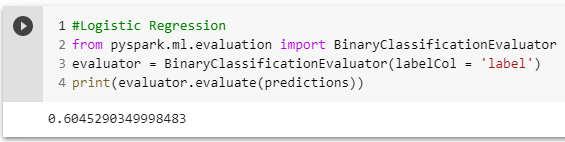 1 #Logistic Regression
2 from pyspark.ml.evaluation import BinaryClassificationEvaluator
3 evaluator = BinaryClassificationEvaluator(labelCol = 'label')
4 print(evaluator.evaluate(predictions))
0.6045290349998483